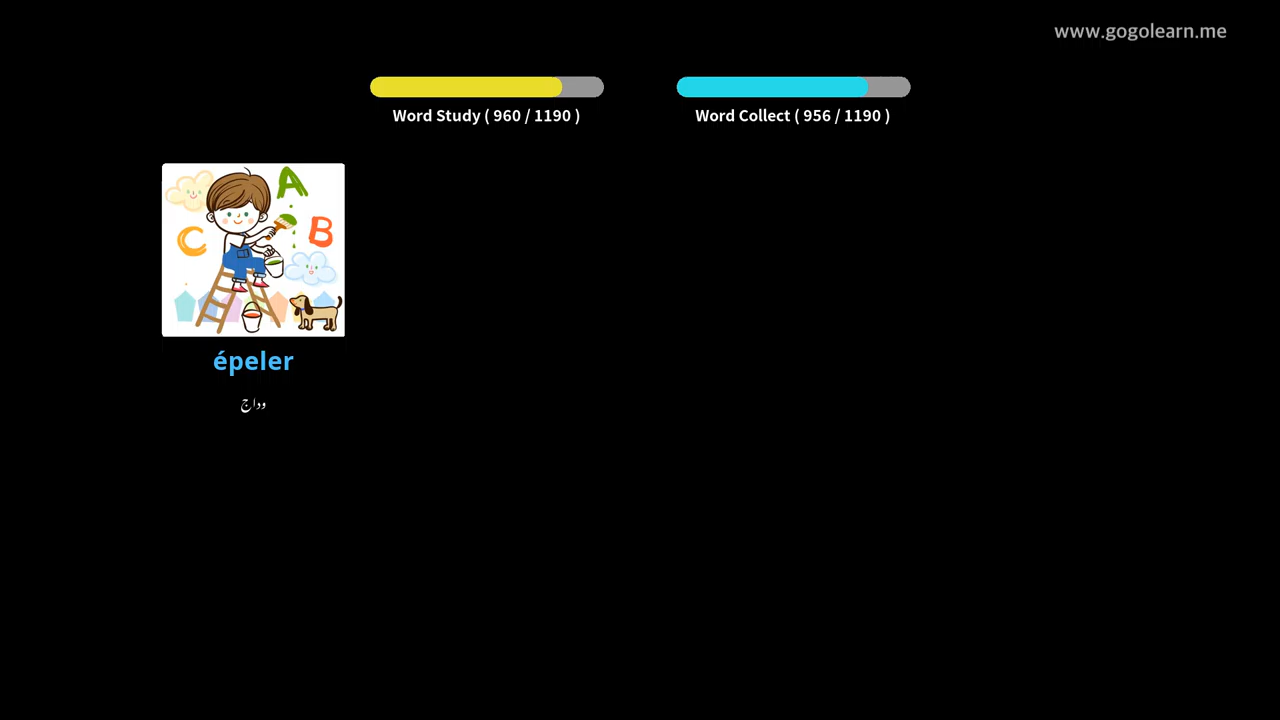 www.gogolearn.me
Word Study ( 960 / 1190 )
Word Collect ( 956 / 1190 )
A
B
C
épeler
وداج